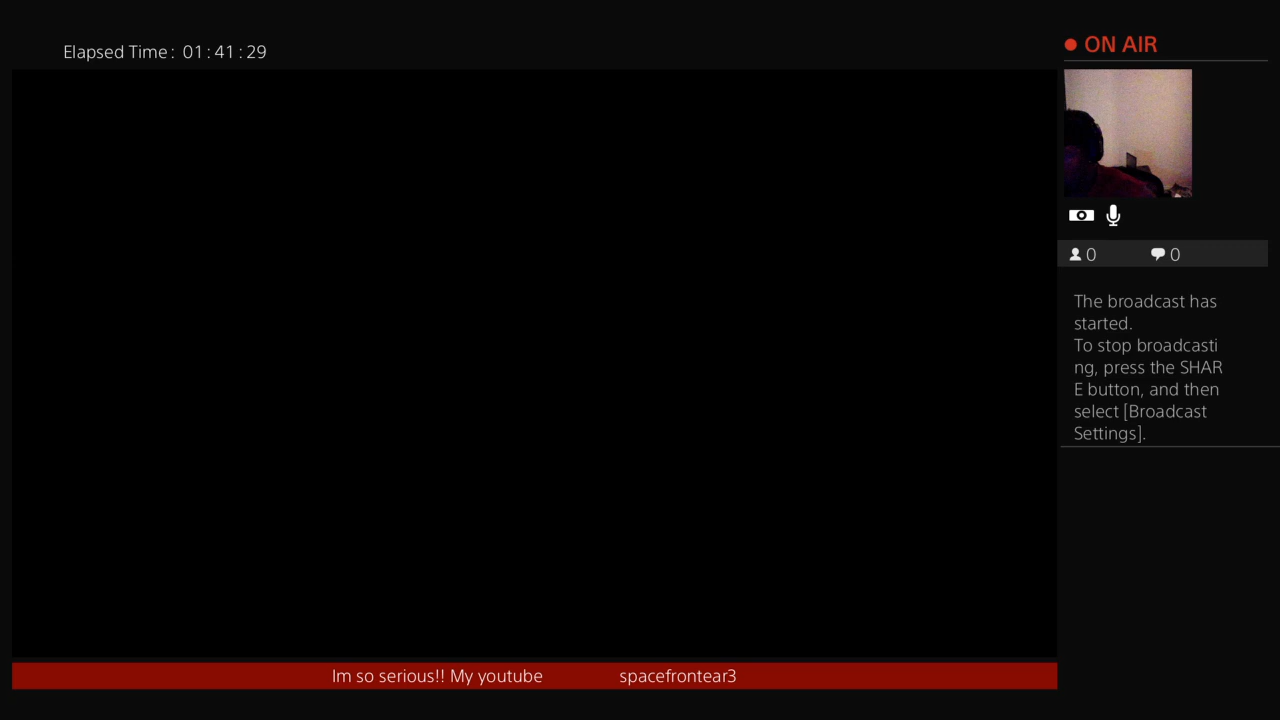 Elapsed Time: 01:41:29
ON AIR
0 0
The broadcast has
started.
To stop broadcasti
ng, press the SHAR
E button, and then
select [Broadcast
Settings].
Im so serious!! My youtube spacefrontear3